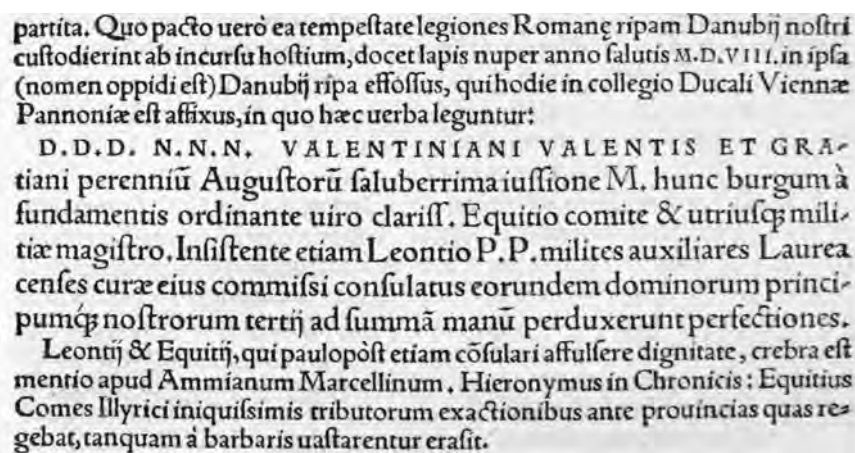 partita. Quo pacto uerò ea tempeſtate legiones Romanę ripam Danubij noſtri
cuſtodierint ab incurſu hoſtium, docet lapis nuper anno ſalutis M.D.VIII. in ipſa
(nomen oppidi eſt) Danubij ripa effoſſus, qui hodie in collegio Ducali Viennæ
Pannoniæ eſt affixus, in quo hæc uerba leguntur:
D.D.D. N.N.N. VALENTINIANI VALENTIS ET GRA-
tiani perenniũ Auguſtorũ ſaluberrima iuſſione M. hunc burgum à
fundamentis ordinante uiro clariſſ. Equitio comite & utriuſqꝫ mili-
tiæ magiſtro. Inſiſtente etiam Leontio P.P. milites auxiliares Laurea
cenſes curæ eius commiſsi conſulatus eorundem dominorum princi-
pumq́ꝫ noſtrorum tertij ad ſummã manũ perduxerunt perfectiones.
Leontij & Equitij, qui paulopòſt etiam cõſulari affulſere dignitate, crebra eſt
mentio apud Ammianum Marcellinum. Hieronymus in Chronicis: Equitius
Comes Illyrici iniquiſsimis tributorum exactionibus ante prouincias quas re-
gebat, tanquam à barbaris uaſtarentur eraſit.